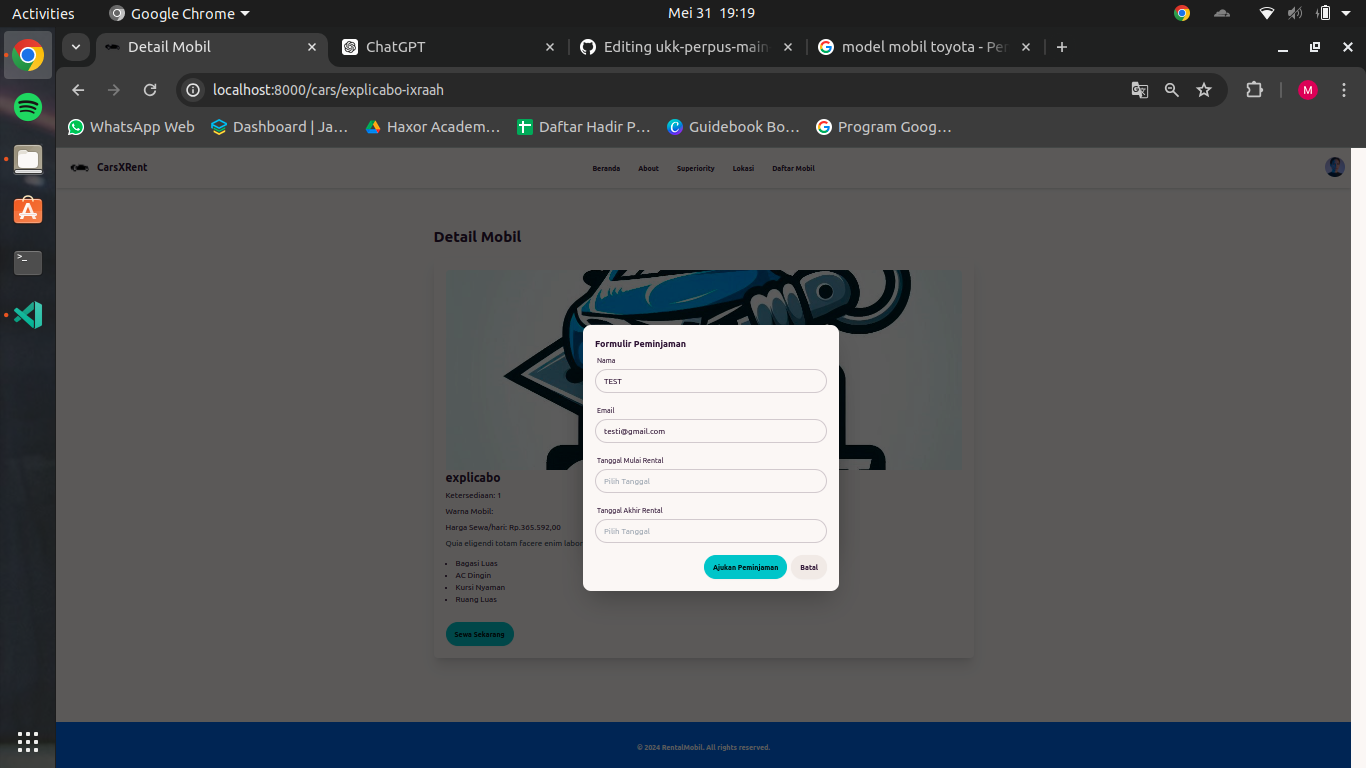 Activities
Google Chrome
Mei 31 19:19
Detail Mobil
ChatGPT
Editing ukk-perpus-main
model mobil toyota - Pe
localhost:8000/cars/explicabo-ixraah
M
WhatsApp Web
Dashboard | Ja...
Haxor Academ...
Daftar Hadir P...
Guidebook Bo...
Program Goog...
CarsXRent
Beranda
About
Superiority
Lokasi
Daftar Mobil
Detail Mobil
Formulir Peminjaman
Nama
TEST
Email
testi@gmail.com
Tanggal Mulai Rental
Pilih Tanggal
Tanggal Akhir Rental
Pilih Tanggal
Ajukan Peminjaman
Batal
explicabo
Ketersediaan: 1
Warna Mobil:
Harga Sewa/hari: Rp.365.592,00
Quia eligendi totam facere enim labor
• Bagasi Luas
• AC Dingin
• Kursi Nyaman
• Ruang Luas
Sewa Sekarang
© 2024 RentalMobil. All rights reserved.